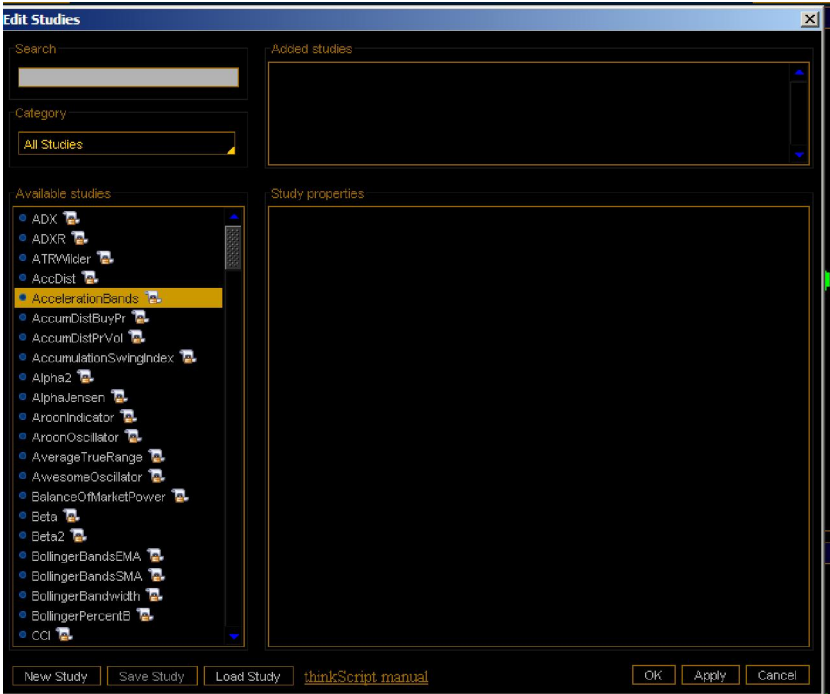 Edit Studies
Search
Added studies
Category
All Studies
Available studies
Study properties
ADX
ADXR
ATRWilder
AccDist
AccelerationBands
AccumDistBuyPr
AccumDistPrVol
AccumulationSwingIndex
Alpha2
AlphaJensen
AroonIndicator
AroonOscillator
AverageTrueRange
AwesomeOscillator
BalanceOfMarketPower
Beta
Beta2
BollingerBandsEMA
BollingerBandsSMA
BollingerBandwidth
BollingerPercentB
CCI
New Study Save Study Load Study thinkScript manual OK Apply Cancel